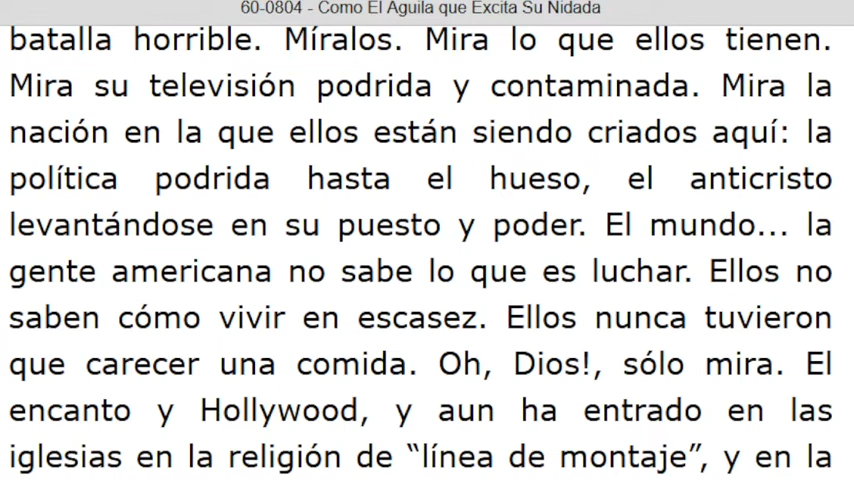 60-0804 - Como El Aguila que Excita Su Nidada
batalla horrible. Míralos. Mira lo que ellos tienen.
Mira su televisión podrida y contaminada. Mira la
nación en la que ellos están siendo criados aquí: la
política podrida hasta el hueso, el anticristo
levantándose en su puesto y poder. El mundo... la
gente americana no sabe lo que es luchar. Ellos no
saben cómo vivir en escasez. Ellos nunca tuvieron
que carecer una comida. Oh, Dios!, sólo mira. El
encanto y Hollywood, y aun ha entrado en las
iglesias en la religión de “línea de montaje”, y en la